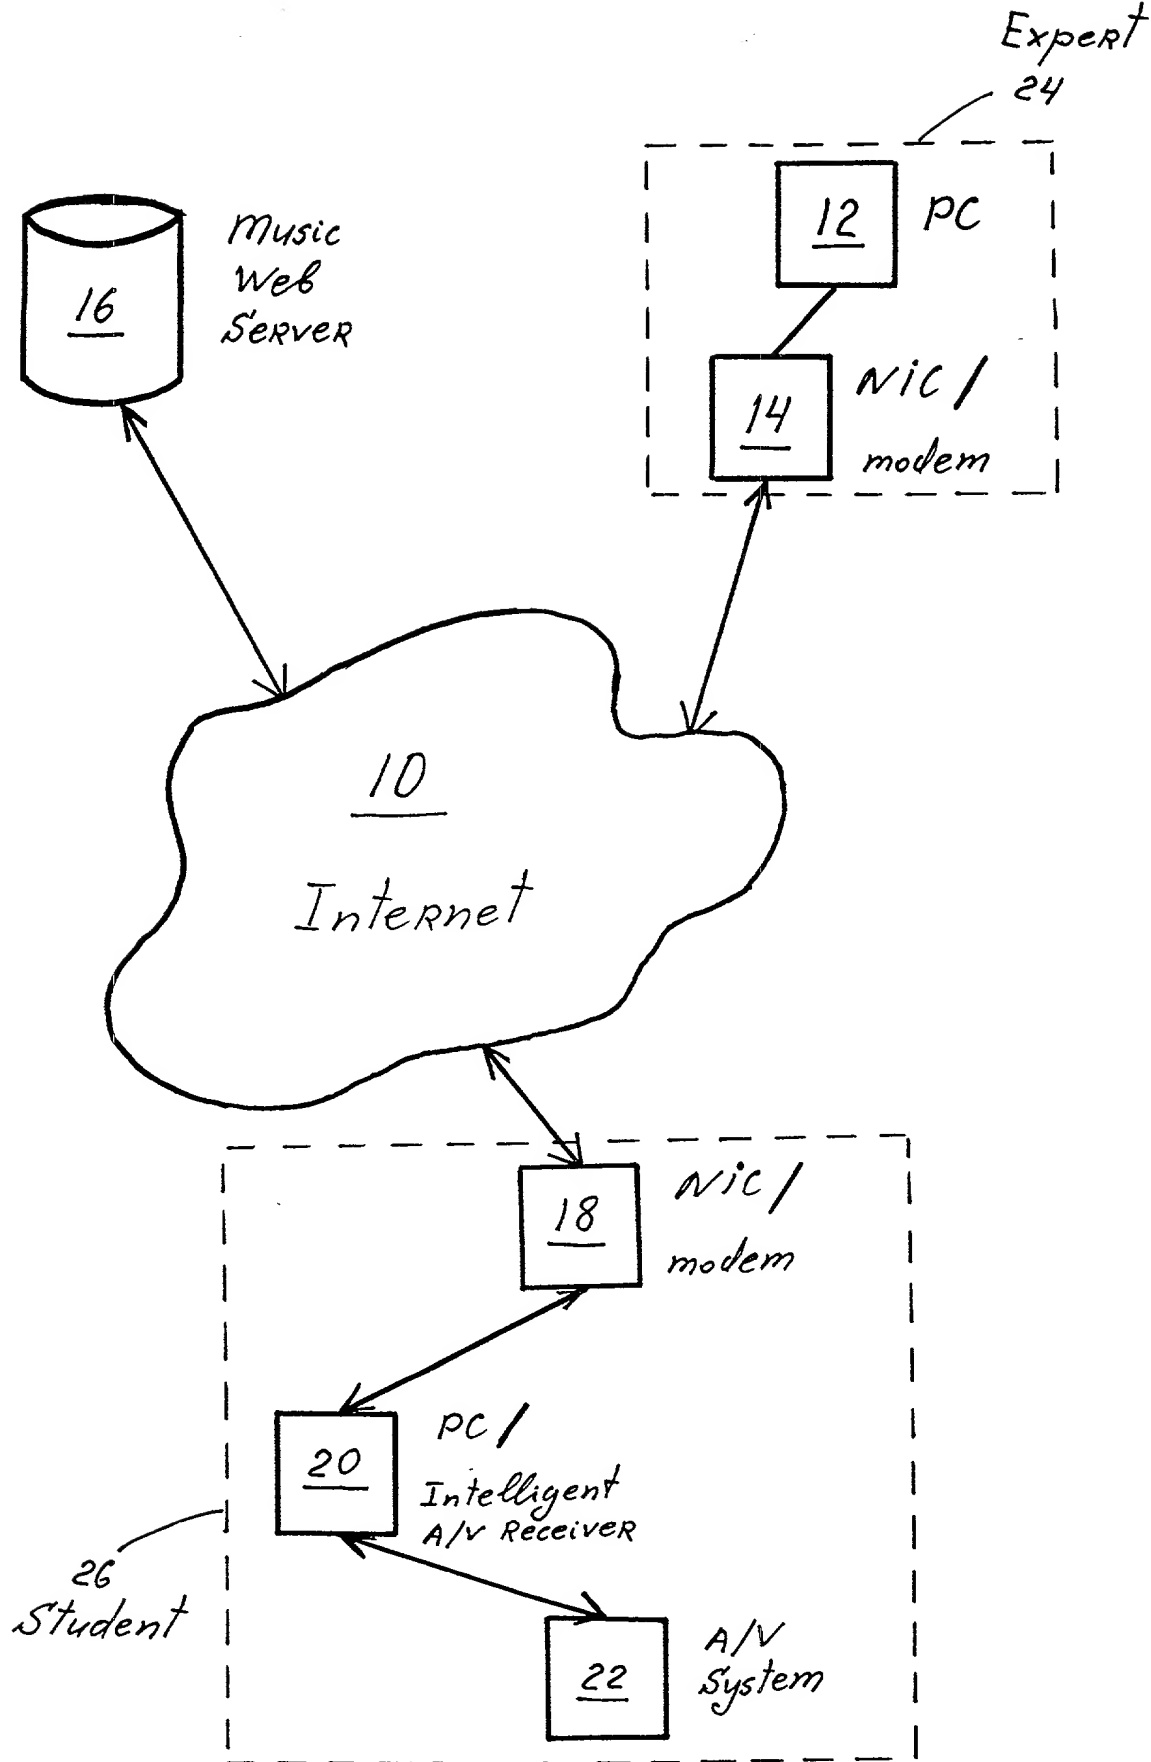 Expert
24
12
PC
Music
Web
Server
16
14
NiC/
modem
10
Internet
18
NiC/
modem
20
PC/
Intelligent
A/V Receiver
26
Student
22
A/V
System